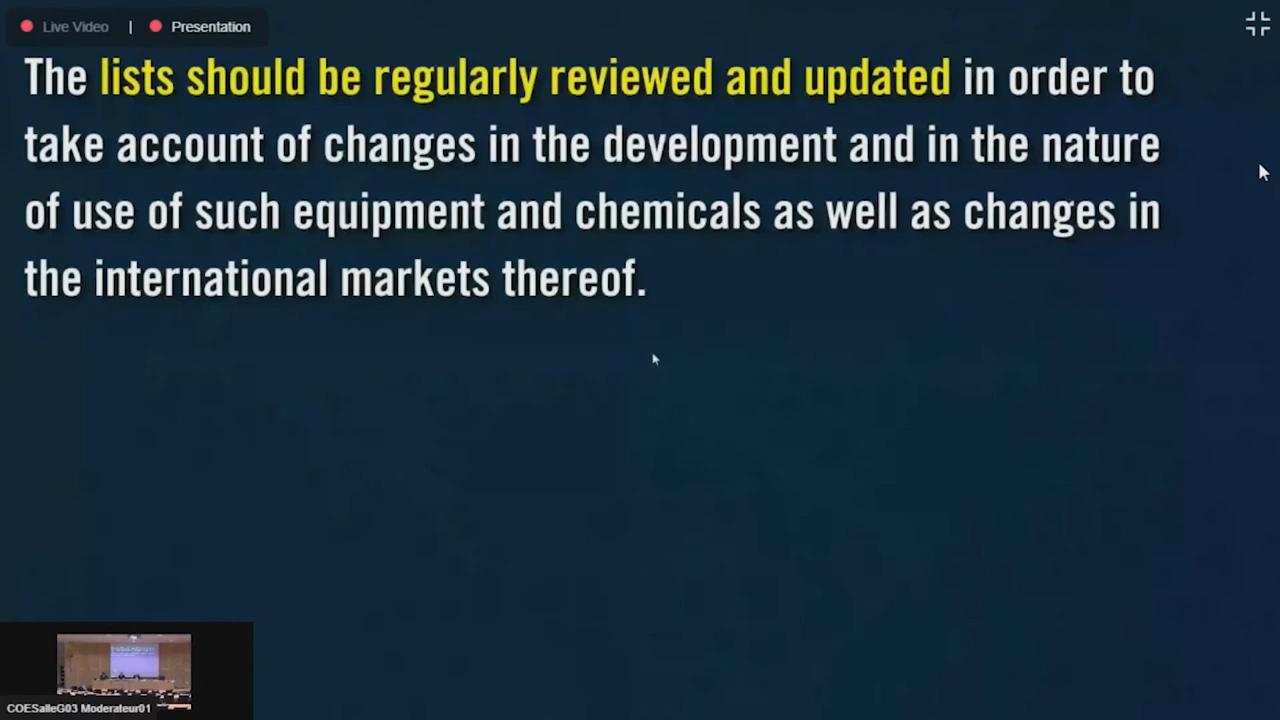 Live Video | Presentation
The lists should be regularly reviewed and updated in order to
take account of changes in the development and in the nature
of use of such equipment and chemicals as well as changes in
the international markets thereof.
COESalleG03 Moderateur01